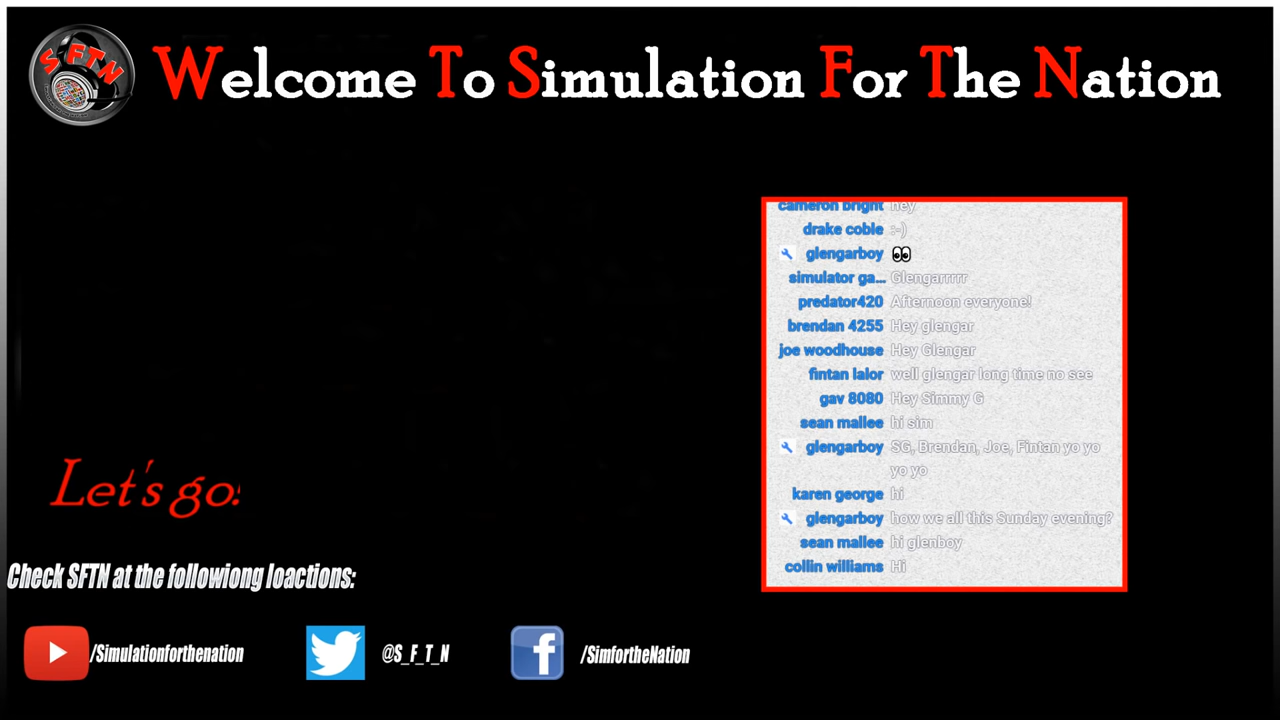 SFTN
Welcome To Simulation For The Nation
cameron bright hey
drake coble :-)
glengarboy 👀
simulator ga... Glengarrrrr
predator420 Afternoon everyone!
brendan 4255 Hey glengar
joe woodhouse Hey Glengar
fintan lalor well glengar long time no see
gav 8080 Hey Simmy G
sean mallee hi sim
glengarboy SG, Brendan, Joe, Fintan yo yo
yo yo
karen george hi
glengarboy how we all this Sunday evening?
sean mallee hi glenboy
collin williams Hi
Let's go!
Check SFTN at the followiong loactions:
/Simulationforthenation
@S_F_T_N
/SimfortheNation